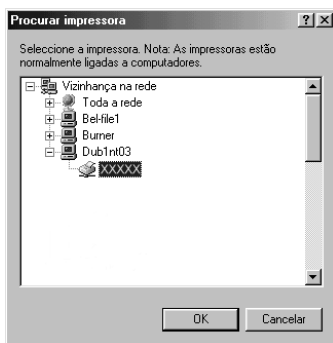 Procurar impressora
Seleccione a impressora. Nota: As impressoras estão
normalmente ligadas a computadores.
Vizinhança na rede
Toda a rede
Bel-file1
Burner
Dub1nt03
XXXXX
OK
Cancelar